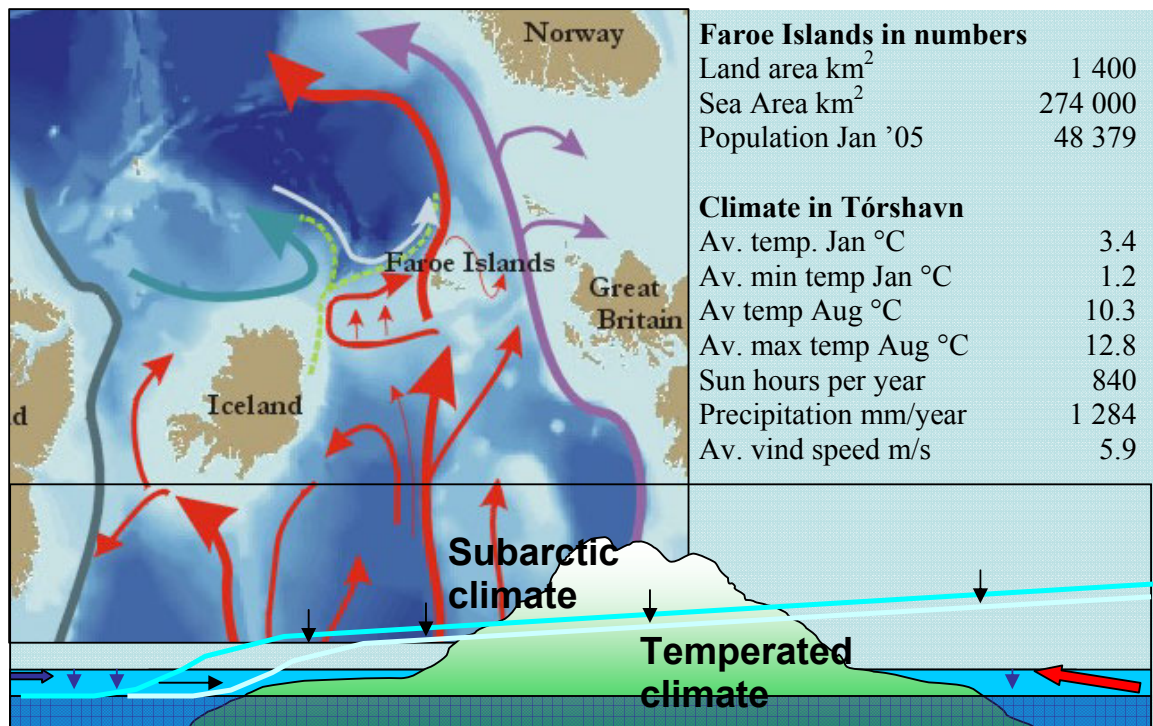 Norway
Faroe Islands
Great
Britain
Iceland
d
Faroe Islands in numbers
Land area km² 1 400
Sea Area km² 274 000
Population Jan ’05 48 379
Climate in Tórshavn
Av. temp. Jan °C 3.4
Av. min temp Jan °C 1.2
Av temp Aug °C 10.3
Av. max temp Aug °C 12.8
Sun hours per year 840
Precipitation mm/year 1 284
Av. vind speed m/s 5.9
Subarctic
climate
Temperated
climate